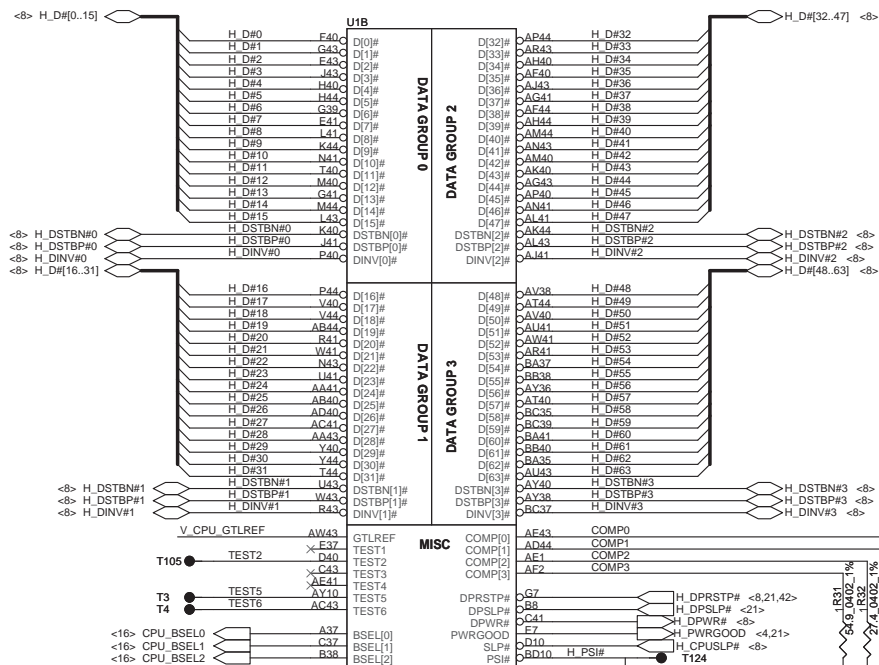 <8> H_D#[0..15]
U1B
H_D#[32..47] <8>
H_D#0 F40 D[0]# D[32]# AP44 H_D#32
H_D#1 G43 D[1]# D[33]# AR43 H_D#33
H_D#2 E43 D[2]# D[34]# AH40 H_D#34
H_D#3 J43 D[3]# D[35]# AF40 H_D#35
H_D#4 H40 D[4]# D[36]# AJ43 H_D#36
H_D#5 H44 D[5]# D[37]# AG41 H_D#37
H_D#6 G39 D[6]# D[38]# AF44 H_D#38
H_D#7 E41 D[7]# D[39]# AH44 H_D#39
H_D#8 L41 D[8]# D[40]# AM44 H_D#40
H_D#9 K44 D[9]# D[41]# AN43 H_D#41
H_D#10 N41 D[10]# D[42]# AM40 H_D#42
H_D#11 T40 D[11]# D[43]# AK40 H_D#43
H_D#12 M40 D[12]# D[44]# AG43 H_D#44
H_D#13 G41 D[13]# D[45]# AP40 H_D#45
H_D#14 M44 D[14]# D[46]# AN41 H_D#46
H_D#15 L43 D[15]# D[47]# AL41 H_D#47
DATA GROUP 0
DATA GROUP 2
<8> H_DSTBN#0 H_DSTBN#0 K40 DSTBN[0]# DSTBN[2]# AK44 H_DSTBN#2 H_DSTBN#2 <8>
<8> H_DSTBP#0 H_DSTBP#0 J41 DSTBP[0]# DSTBP[2]# AL43 H_DSTBP#2 H_DSTBP#2 <8>
<8> H_DINV#0 H_DINV#0 P40 DINV[0]# DINV[2]# AJ41 H_DINV#2 H_DINV#2 <8>
<8> H_D#[16..31] H_D#[48..63] <8>
H_D#16 P44 D[16]# D[48]# AV38 H_D#48
H_D#17 V40 D[17]# D[49]# AT44 H_D#49
H_D#18 V44 D[18]# D[50]# AV40 H_D#50
H_D#19 AB44 D[19]# D[51]# AU41 H_D#51
H_D#20 R41 D[20]# D[52]# AW41 H_D#52
H_D#21 W41 D[21]# D[53]# AR41 H_D#53
H_D#22 N43 D[22]# D[54]# BA37 H_D#54
H_D#23 U41 D[23]# D[55]# BB38 H_D#55
H_D#24 AA41 D[24]# D[56]# AY36 H_D#56
H_D#25 AB40 D[25]# D[57]# AT40 H_D#57
H_D#26 AD40 D[26]# D[58]# BC35 H_D#58
H_D#27 AC41 D[27]# D[59]# BC39 H_D#59
H_D#28 AA43 D[28]# D[60]# BA41 H_D#60
H_D#29 Y40 D[29]# D[61]# BB40 H_D#61
H_D#30 Y44 D[30]# D[62]# BA35 H_D#62
H_D#31 T44 D[31]# D[63]# AU43 H_D#63
DATA GROUP 1
DATA GROUP 3
<8> H_DSTBN#1 H_DSTBN#1 U43 DSTBN[1]# DSTBN[3]# AY40 H_DSTBN#3 H_DSTBN#3 <8>
<8> H_DSTBP#1 H_DSTBP#1 W43 DSTBP[1]# DSTBP[3]# AY38 H_DSTBP#3 H_DSTBP#3 <8>
<8> H_DINV#1 H_DINV#1 R43 DINV[1]# DINV[3]# BC37 H_DINV#3 H_DINV#3 <8>
MISC
V_CPU_GTLREF AW43 GTLREF COMP[0] AE43 COMP0
E37 TEST1 COMP[1] AD44 COMP1
T105 TEST2 D40 TEST2 COMP[2] AE1 COMP2
C43 TEST3 COMP[3] AF2 COMP3
AE41 TEST4
T3 TEST5 AY10 TEST5 DPRSTP# G7 H_DPRSTP# <8,21,42>
T4 TEST6 AC43 TEST6 DPSLP# B8 H_DPSLP# <21>
DPWR# C41 H_DPWR# <8>
<16> CPU_BSEL0 A37 BSEL[0] PWRGOOD E7 H_PWRGOOD <4,21>
<16> CPU_BSEL1 C37 BSEL[1] SLP# D10 H_CPUSLP# <8>
<16> CPU_BSEL2 B38 BSEL[2] PSI# BD10 H_PSI# T124
1R31
54.9_0402_1%
1R32
27.4_0402_1%